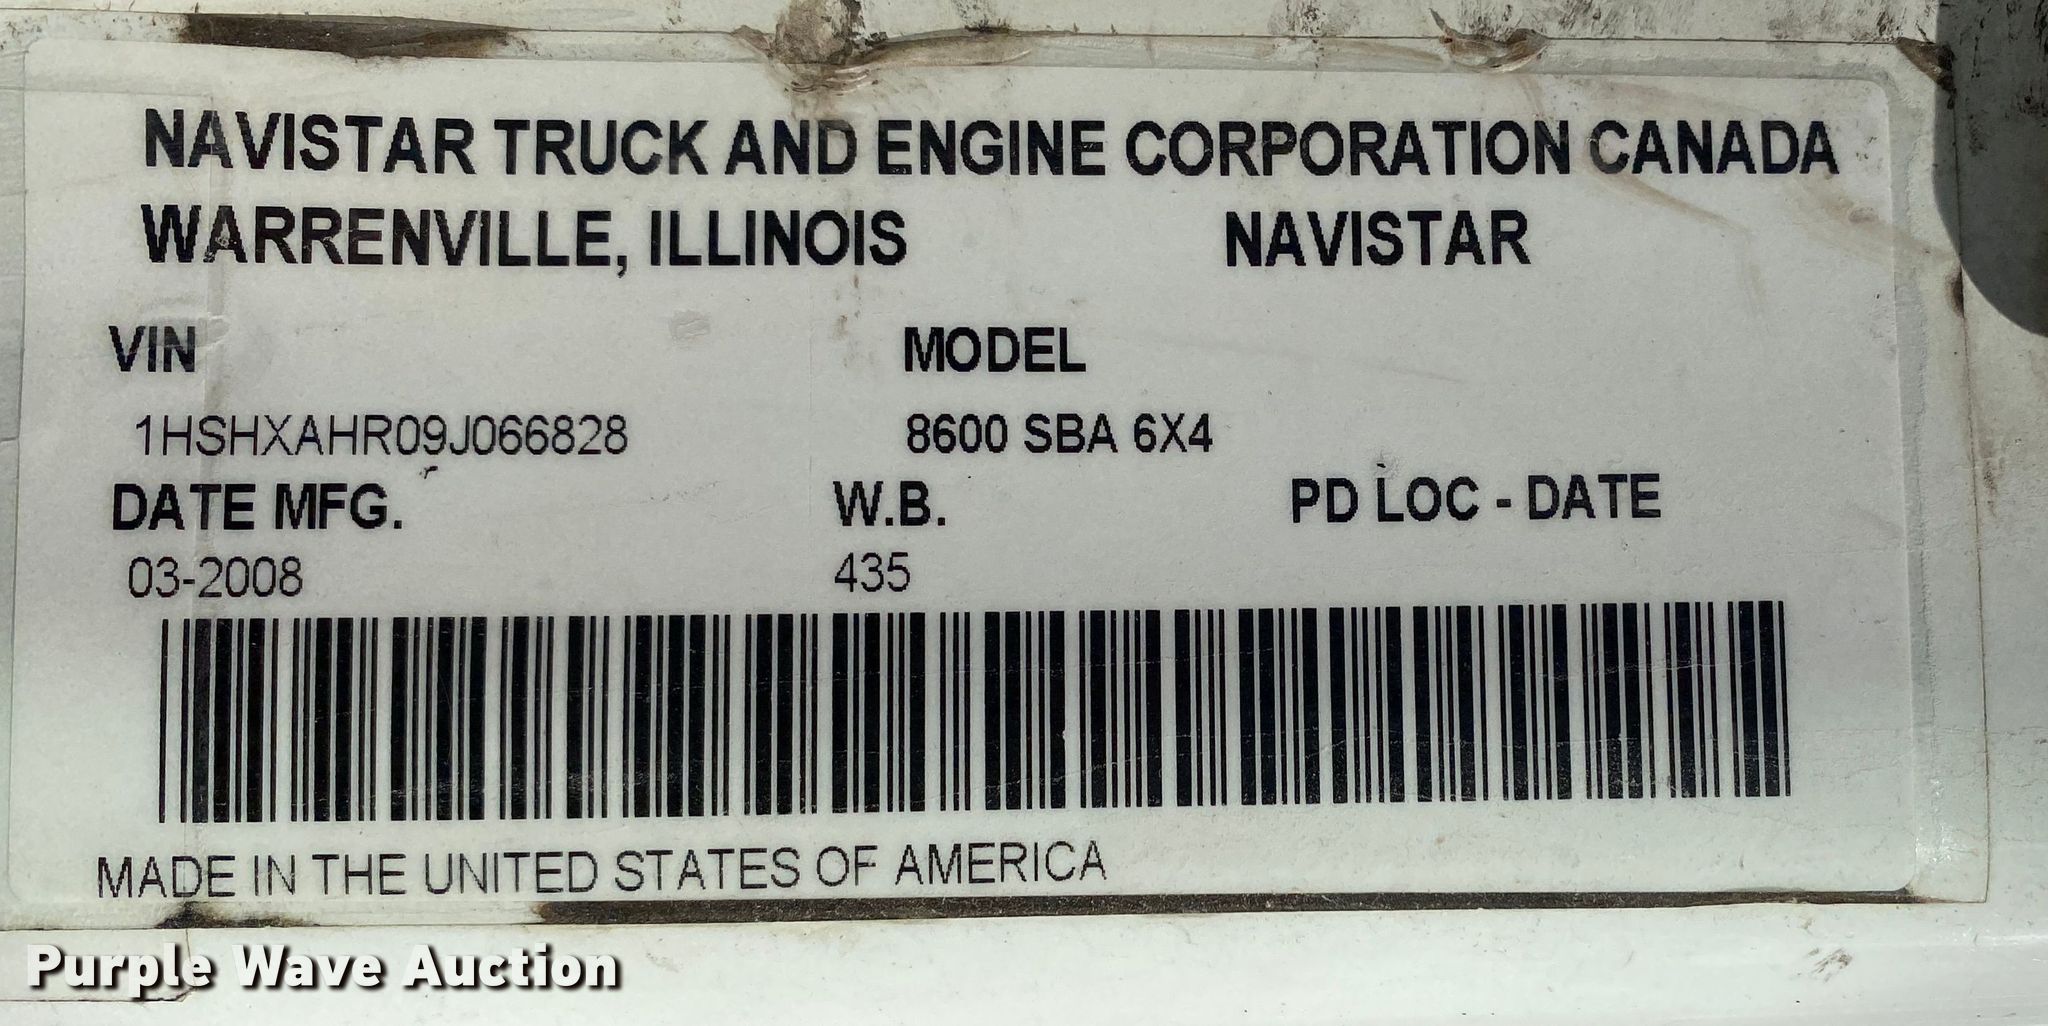 NAVISTAR TRUCK AND ENGINE CORPORATION CANADA
WARRENVILLE, ILLINOIS NAVISTAR
VIN MODEL
1HSHXAHR09J066828 8600 SBA 6X4
DATE MFG. W.B. PD LOC - DATE
03-2008 435
MADE IN THE UNITED STATES OF AMERICA
Purple Wave Auction